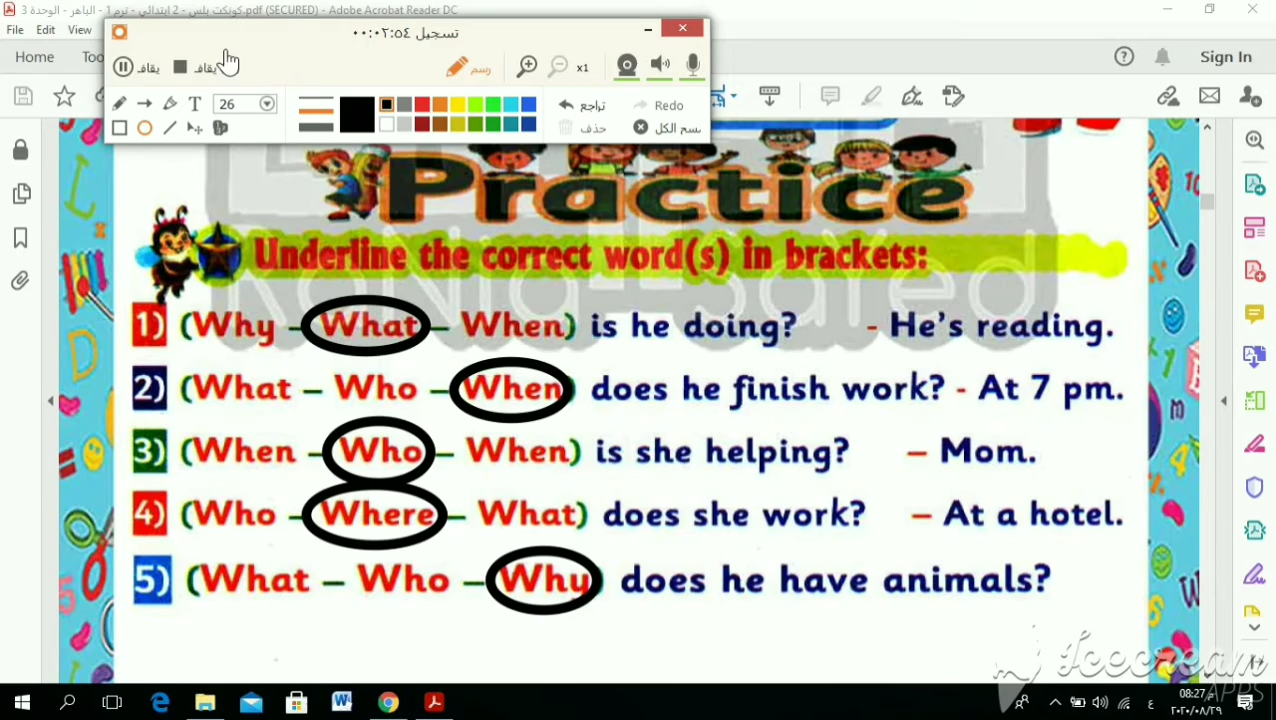 كونكت بلس - 2 ابتدائي - ترم 1 - الباهر - الوحدة 3.pdf (SECURED) - Adobe Acrobat Reader DC
File Edit View
Home
Sign In
تسجيل ٠٠:٠٢:٥٤
يقاف يقاف رسم x1
T 26 تراجع Redo
حذف مسح الكل
Practice
Underline the correct word(s) in brackets:
Rania Sayed
1) (Why – What – When) is he doing? - He's reading.
2) (What – Who – When) does he finish work? - At 7 pm.
3) (When – Who – When) is she helping? – Mom.
4) (Who – Where – What) does she work? – At a hotel.
5) (What – Who – Why) does he have animals?
Icecream
APPS
08:27 م
ع
٢٠٢٠/٠٨/٢٩